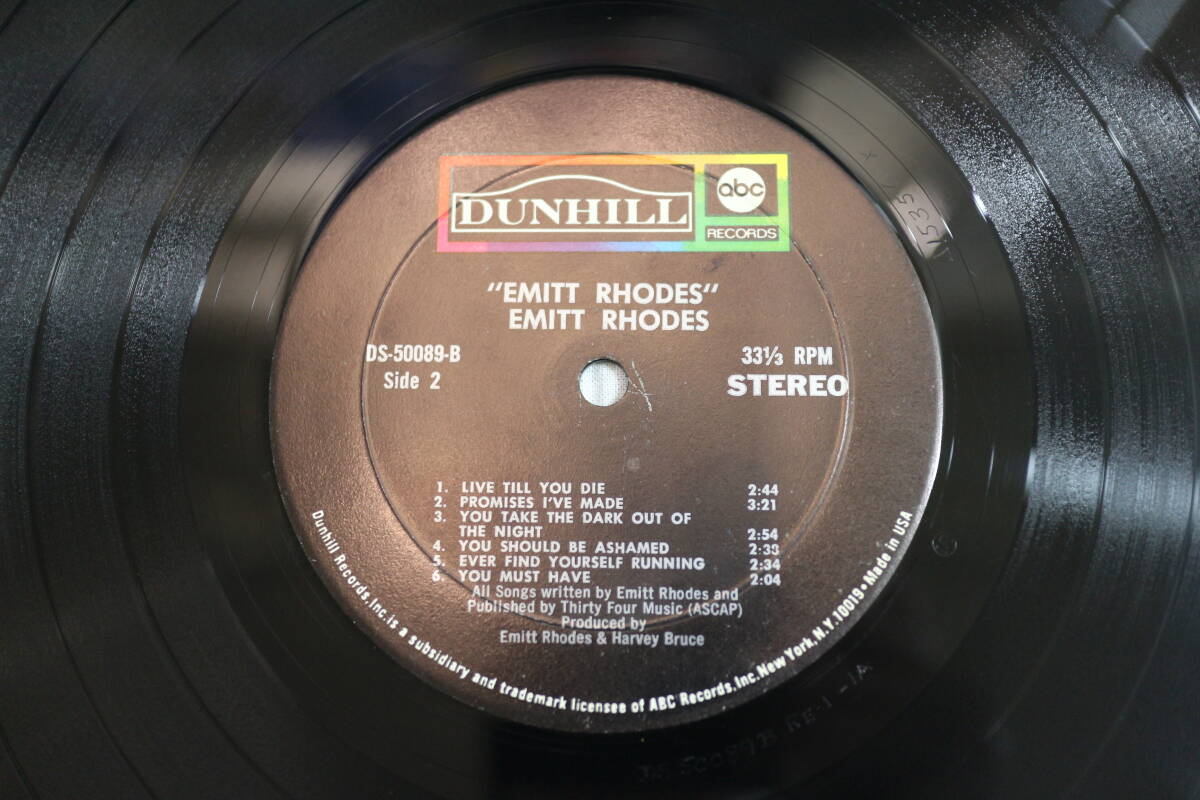 DUNHILL
abc
RECORDS
"EMITT RHODES"
EMITT RHODES
DS-50089-B
Side 2
33⅓ RPM
STEREO
1. LIVE TILL YOU DIE 2:44
2. PROMISES I'VE MADE 3:21
3. YOU TAKE THE DARK OUT OF
THE NIGHT 2:54
4. YOU SHOULD BE ASHAMED 2:33
5. EVER FIND YOURSELF RUNNING 2:34
6. YOU MUST HAVE 2:04
All Songs written by Emitt Rhodes and
Published by Thirty Four Music (ASCAP)
Produced by
Emitt Rhodes & Harvey Bruce
Dunhill Records, Inc. is a subsidiary and trademark licensee of ABC Records, Inc. New York, N.Y. 10019 • Made in USA